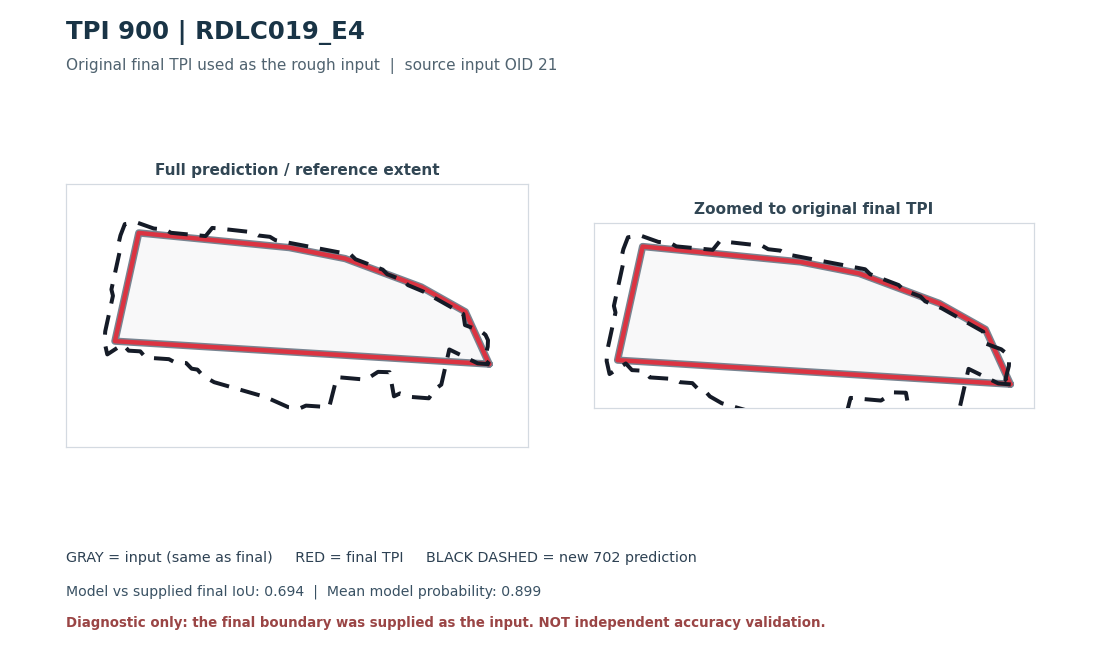 TPI 900 | RDLC019_E4
Original final TPI used as the rough input | source input OID 21
Full prediction / reference extent
Zoomed to original final TPI
GRAY = input (same as final) RED = final TPI BLACK DASHED = new 702 prediction
Model vs supplied final IoU: 0.694 | Mean model probability: 0.899
Diagnostic only: the final boundary was supplied as the input. NOT independent accuracy validation.